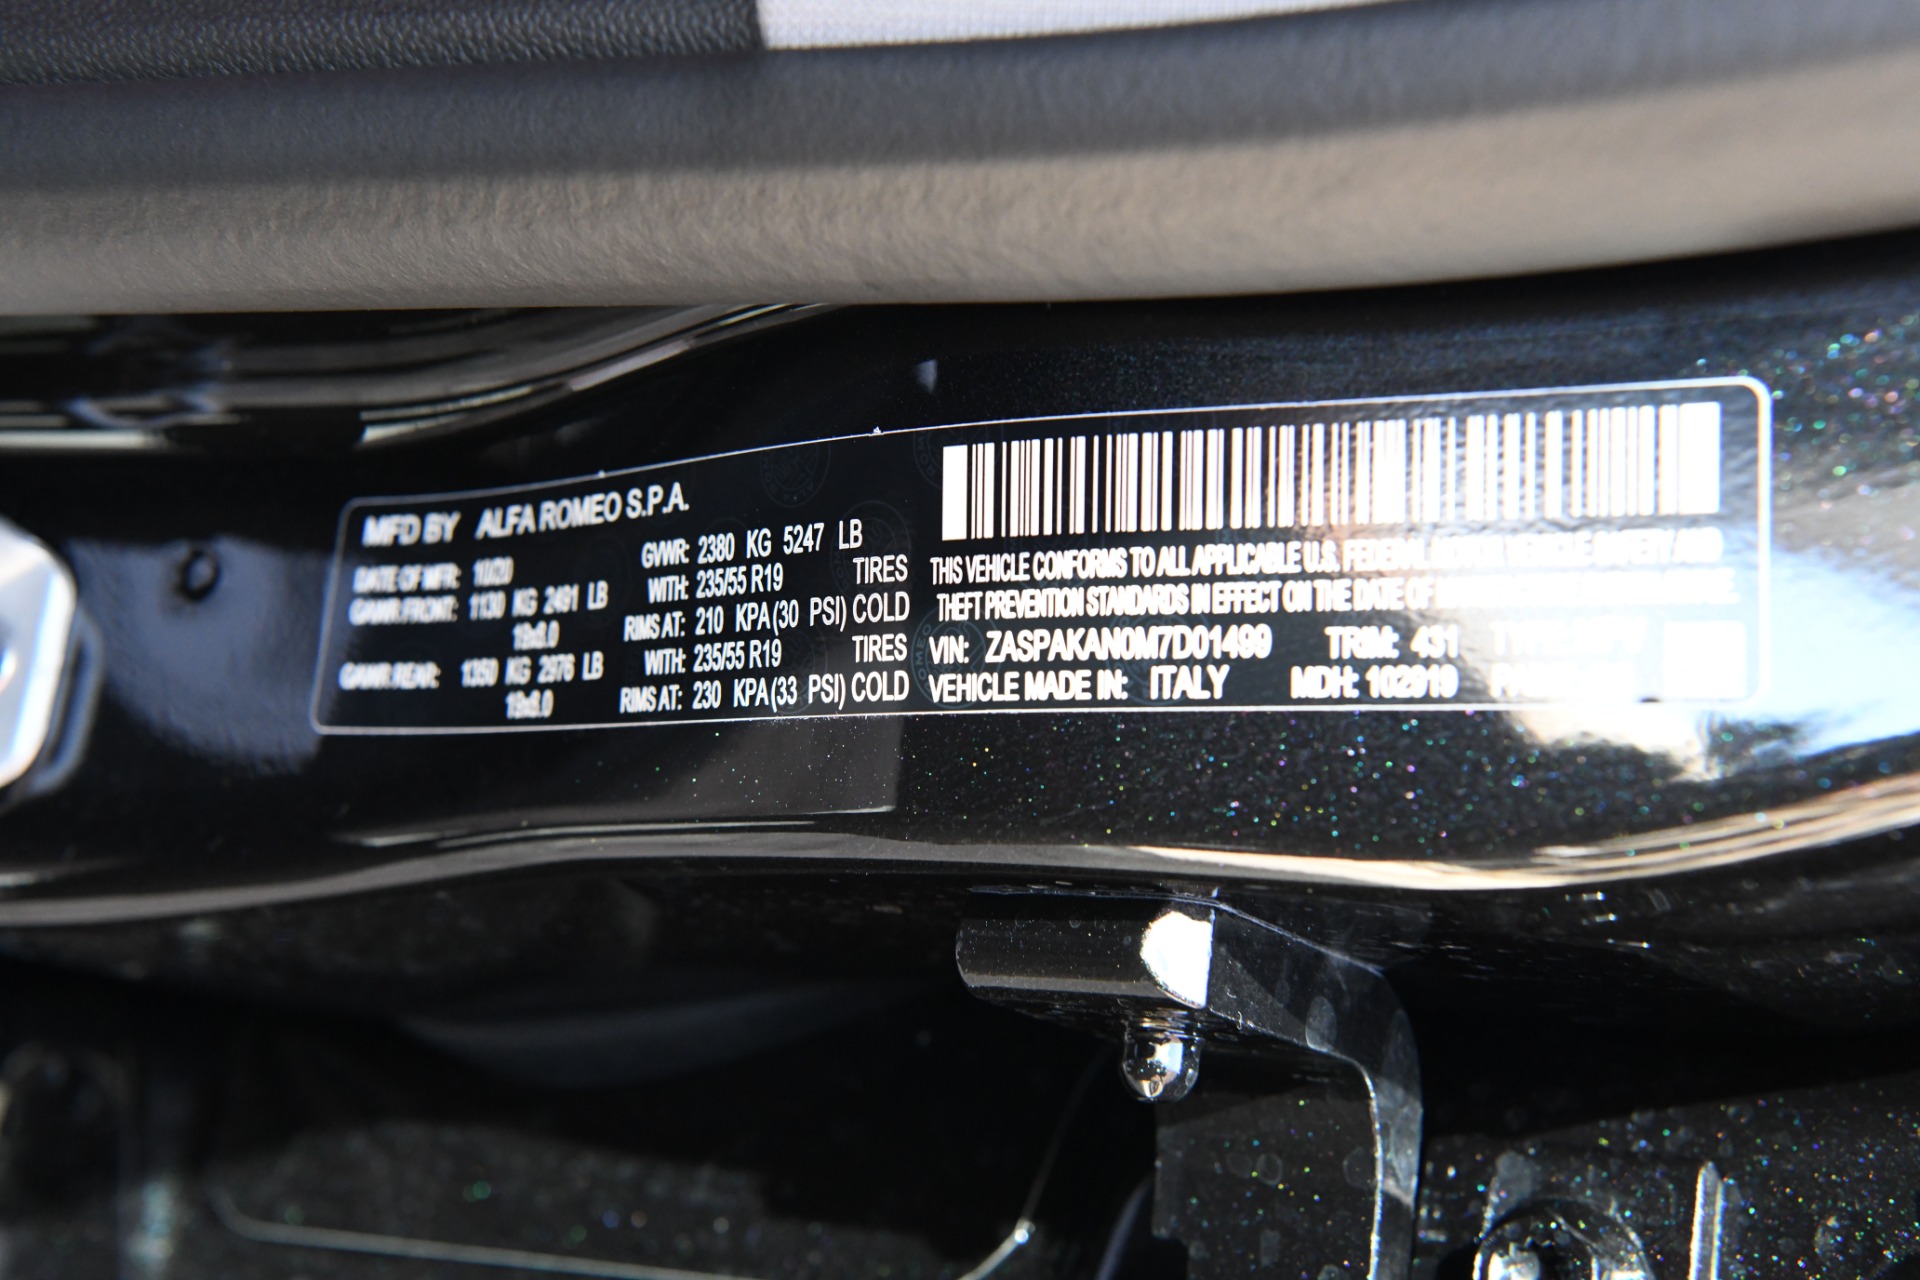 MFD BY ALFA ROMEO S.P.A.
DATE OF MFR: 10/20 GVWR: 2380 KG 5247 LB
GAWR FRONT: 1130 KG 2491 LB WITH: 235/55 R19 TIRES
19x8.0 RIMS AT: 210 KPA(30 PSI) COLD
GAWR REAR: 1350 KG 2976 LB WITH: 235/55 R19 TIRES
19x8.0 RIMS AT: 230 KPA(33 PSI) COLD
THIS VEHICLE CONFORMS TO ALL APPLICABLE U.S. FEDERAL MOTOR VEHICLE SAFETY AND
THEFT PREVENTION STANDARDS IN EFFECT ON THE DATE OF
VIN: ZASPAKAN0M7D01499 TRIM: 431
VEHICLE MADE IN: ITALY MDH: 102919